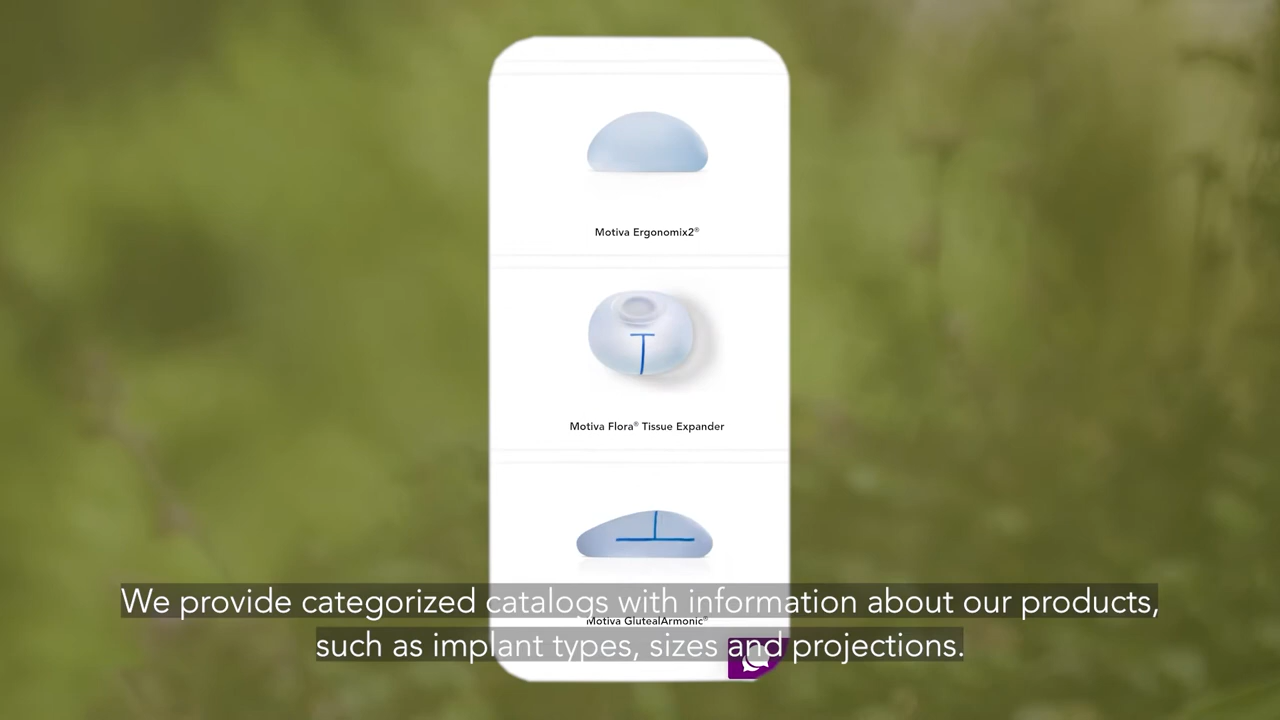 Motiva Ergonomix2®
Motiva Flora® Tissue Expander
We provide categorized catalogs with information about our products,
Motiva GlutealArmonic®
such as implant types, sizes and projections.